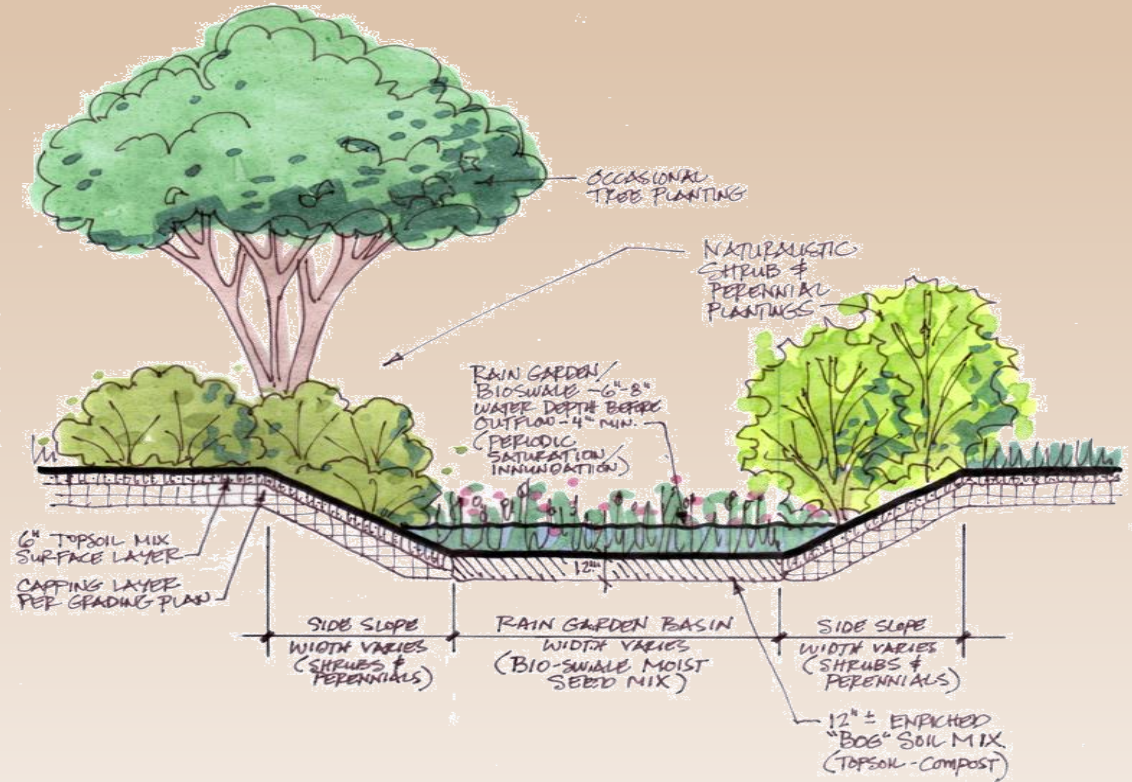 OCCASIONAL
TREE PLANTING
NATURALISTIC
SHRUB &
PERENNIAL
PLANTINGS
RAIN GARDEN/
BIOSWALE - 6"-8"
WATER DEPTH BEFORE
OUTFLOW - 4" MIN.
(PERIODIC
SATURATION/
INNUNDATION)
6" TOPSOIL MIX
SURFACE LAYER
CAPPING LAYER
PER GRADING PLAN
12"
SIDE SLOPE
WIDTH VARIES
(SHRUBS &
PERENNIALS)
RAIN GARDEN BASIN
WIDTH VARIES
(BIO-SWALE MOIST
SEED MIX)
SIDE SLOPE
WIDTH VARIES
(SHRUBS &
PERENNIALS)
12" ± ENRICHED
"BOG" SOIL MIX
(TOPSOIL-COMPOST)